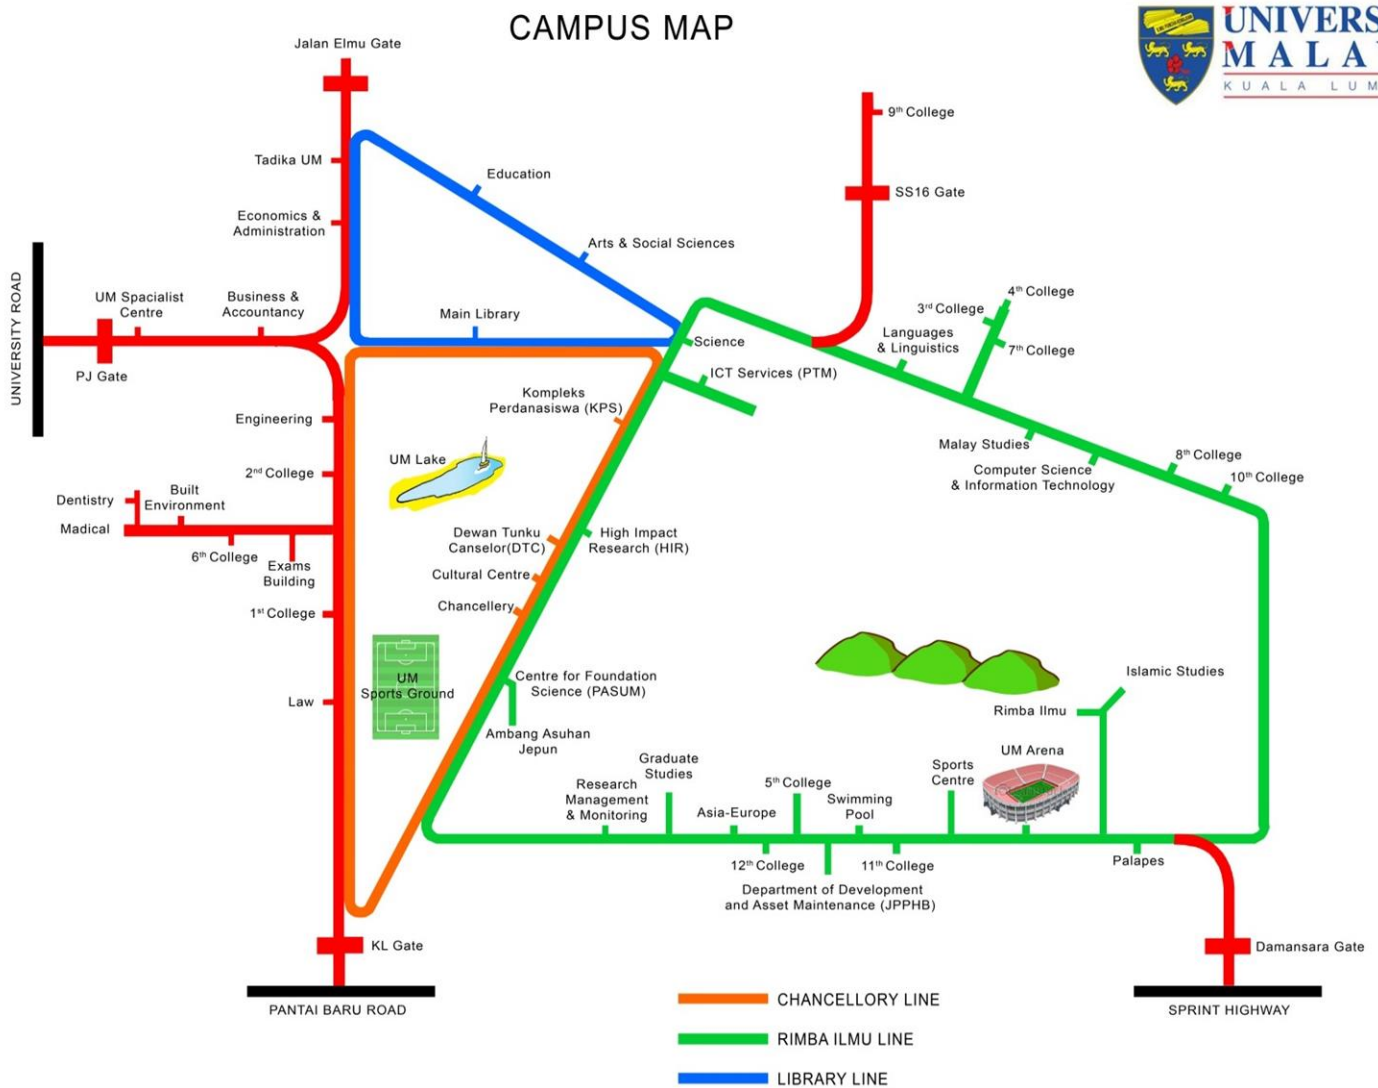 CAMPUS MAP
UNIVERS
MALA
KUALA LUM
Jalan Elmu Gate
9th College
Tadika UM
Education
SS16 Gate
Economics &
Administration
Arts & Social Sciences
UNIVERSITY ROAD
UM Spacialist
Centre
Business &
Accountancy
Main Library
4th College
3rd College
Languages
& Linguistics
7th College
Science
PJ Gate
ICT Services (PTM)
Kompleks
Perdanasiswa (KPS)
Engineering
UM Lake
Malay Studies
8th College
2nd College
Computer Science
& Information Technology
10th College
Dentistry
Built
Environment
Madical
6th College
Exams
Building
Dewan Tunku
Canselor(DTC)
High Impact
Research (HIR)
Cultural Centre
Chancellery
1st College
UM
Sports Ground
Centre for Foundation
Science (PASUM)
Islamic Studies
Law
Rimba Ilmu
Ambang Asuhan
Jepun
Graduate
Studies
UM Arena
Sports
Centre
Research
Management
& Monitoring
5th College
Asia-Europe
Swimming
Pool
12th College
11th College
Palapes
Department of Development
and Asset Maintenance (JPPHB)
KL Gate
Damansara Gate
PANTAI BARU ROAD
SPRINT HIGHWAY
CHANCELLORY LINE
RIMBA ILMU LINE
LIBRARY LINE